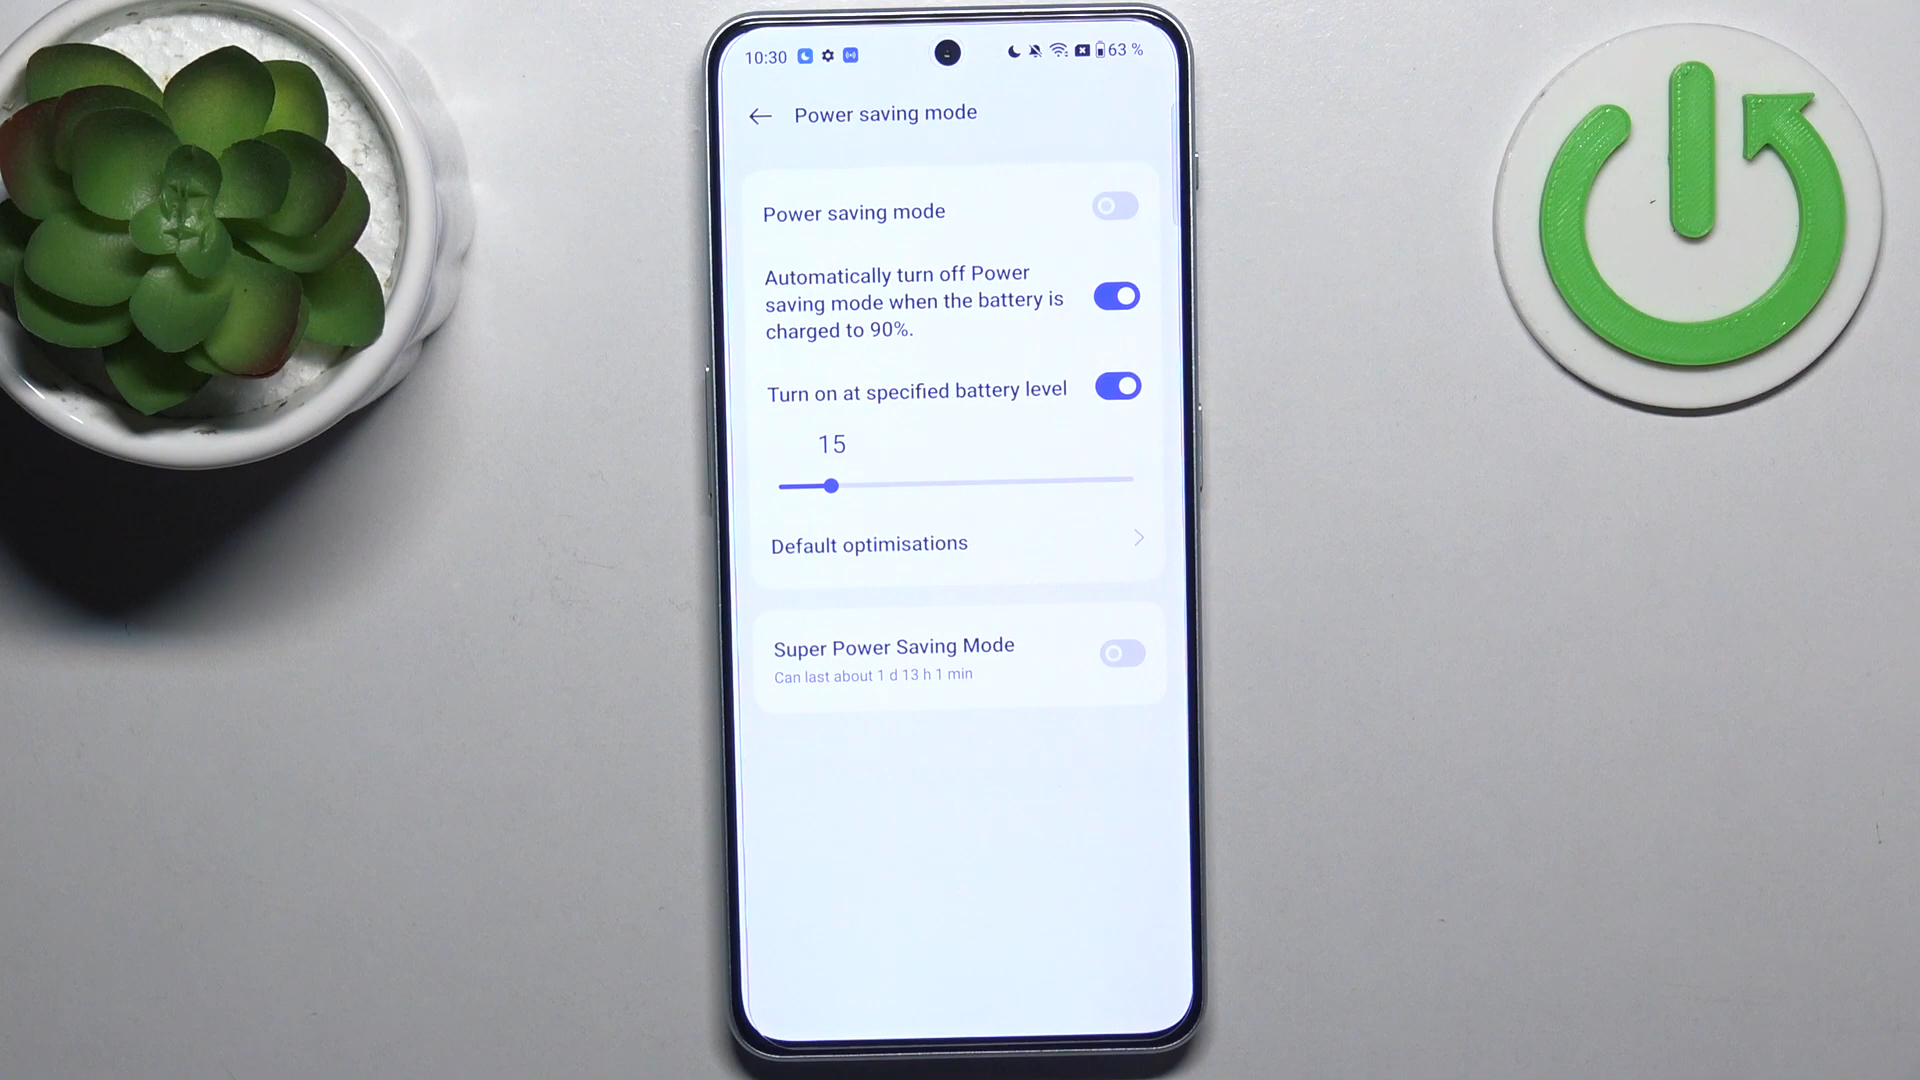 10:30 63 %
Power saving mode
Power saving mode
Automatically turn off Power
saving mode when the battery is
charged to 90%.
Turn on at specified battery level
15
Default optimisations
Super Power Saving Mode
Can last about 1 d 13 h 1 min